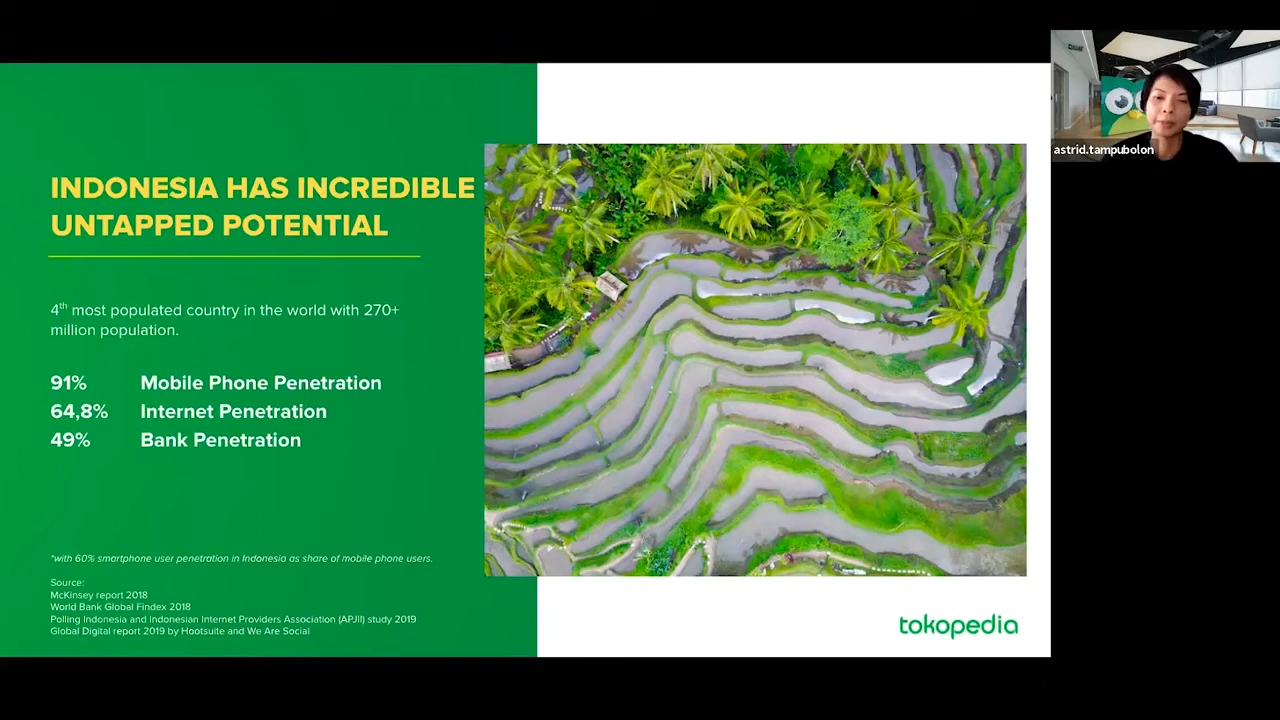 INDONESIA HAS INCREDIBLE
UNTAPPED POTENTIAL
4th most populated country in the world with 270+
million population.
91% Mobile Phone Penetration
64,8% Internet Penetration
49% Bank Penetration
*with 60% smartphone user penetration in Indonesia as share of mobile phone users.
Source:
McKinsey report 2018
World Bank Global Findex 2018
Polling Indonesia and Indonesian Internet Providers Association (APJII) study 2019
Global Digital report 2019 by Hootsuite and We Are Social
tokopedia
astrid.tampubolon